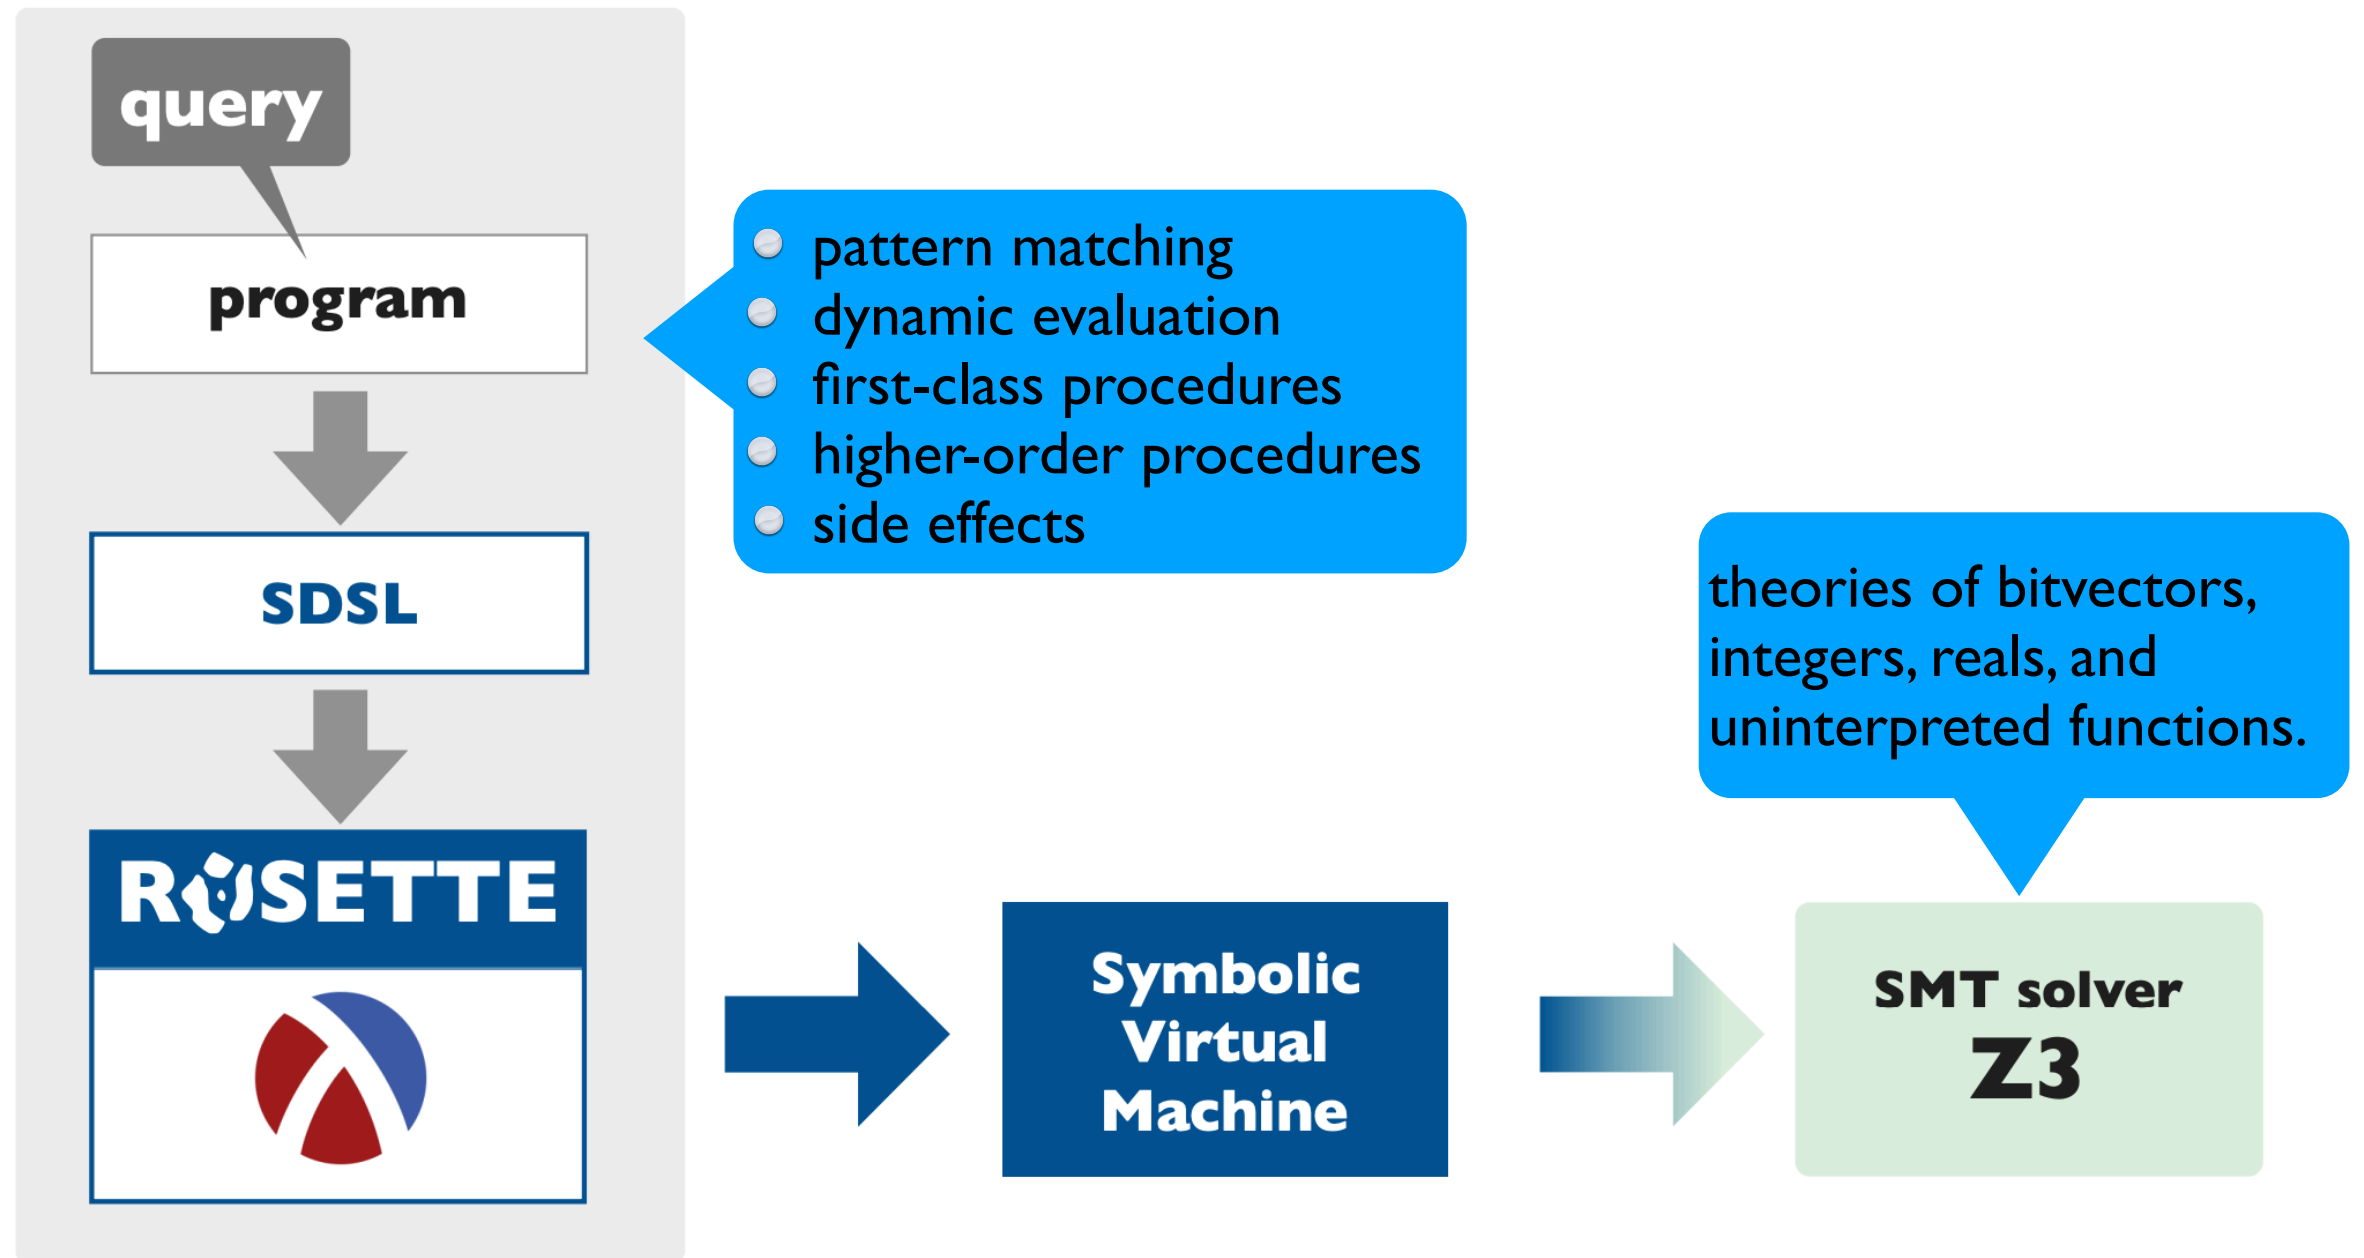 query
program
SDSL
ROSETTE
pattern matching
dynamic evaluation
first-class procedures
higher-order procedures
side effects
Symbolic
Virtual
Machine
theories of bitvectors,
integers, reals, and
uninterpreted functions.
SMT solver
Z3